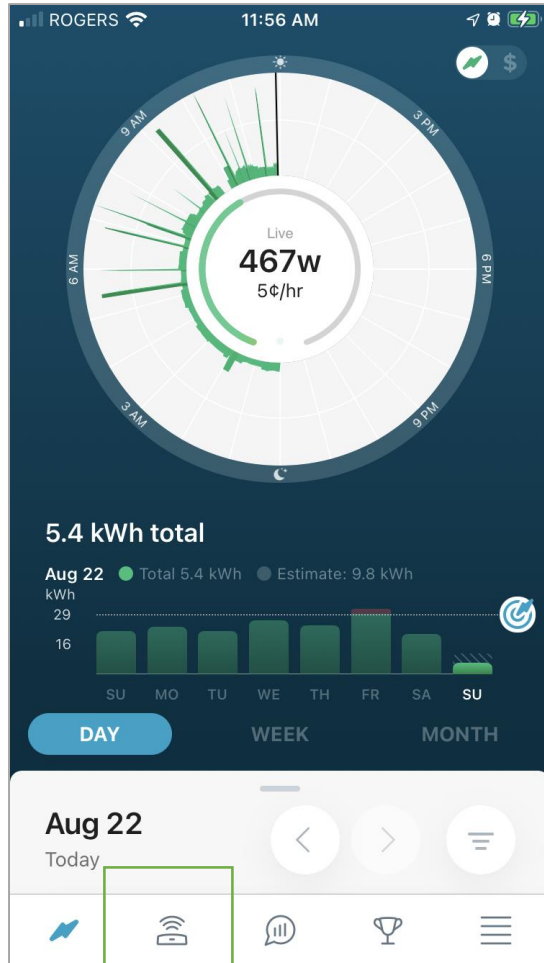 ROGERS 11:56 AM
$
9 AM 3 PM
Live
467w
5¢/hr
6 AM 6 PM
3 AM 9 PM
5.4 kWh total
Aug 22 Total 5.4 kWh Estimate: 9.8 kWh
kWh
29
16
SU MO TU WE TH FR SA SU
DAY WEEK MONTH
Aug 22
Today